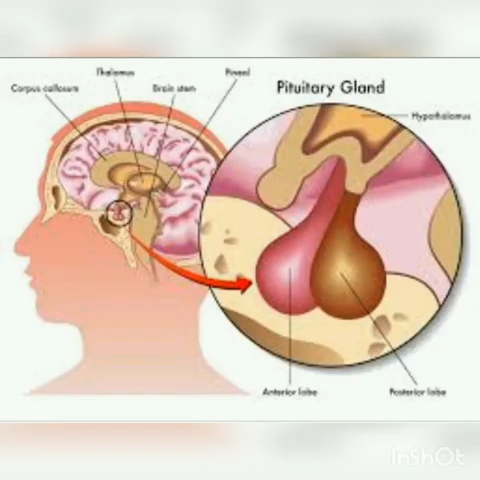 Thalamus
Pineal
Corpus callosum
Brain stem
Pituitary Gland
Hypothalamus
Anterior lobe
Posterior lobe
InShOt